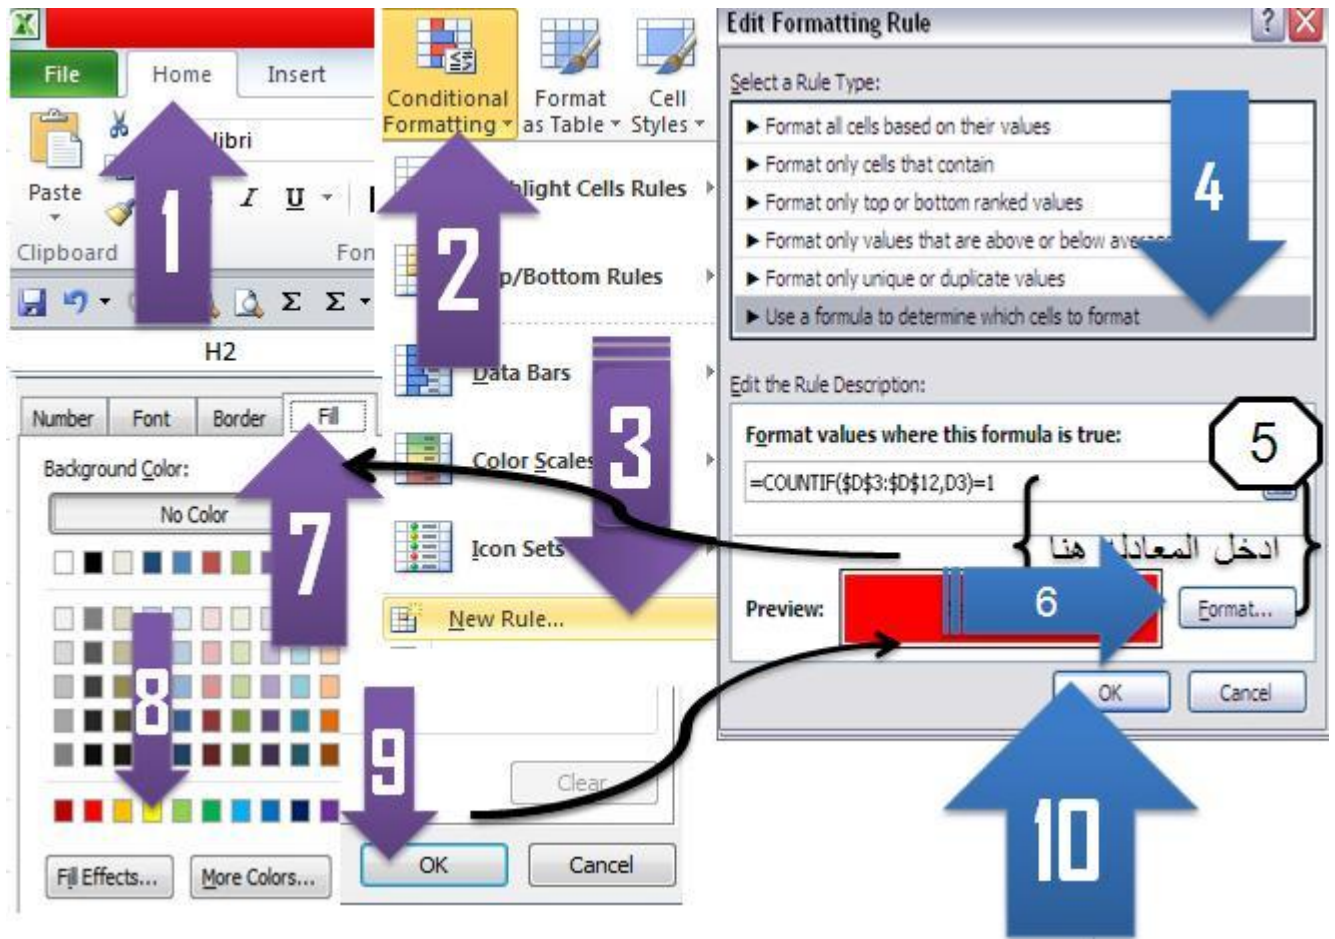 File Home Insert
Paste
I U
Clipboard
Σ Σ
H2
1
Conditional Formatting
Format as Table
Cell Styles
2
Highlight Cells Rules
Top/Bottom Rules
Data Bars
Color Scales
Icon Sets
New Rule...
3
Edit Formatting Rule
Select a Rule Type:
► Format all cells based on their values
► Format only cells that contain
► Format only top or bottom ranked values
► Format only values that are above or below average
► Format only unique or duplicate values
► Use a formula to determine which cells to format
4
Edit the Rule Description:
Format values where this formula is true:
5
=COUNTIF($D$3:$D$12,D3)=1
ادخل المعادلة هنا
Preview:
6
Format...
OK Cancel
10
Number Font Border Fill
Background Color:
No Color
7
8
Fill Effects... More Colors...
9
Clear
OK Cancel